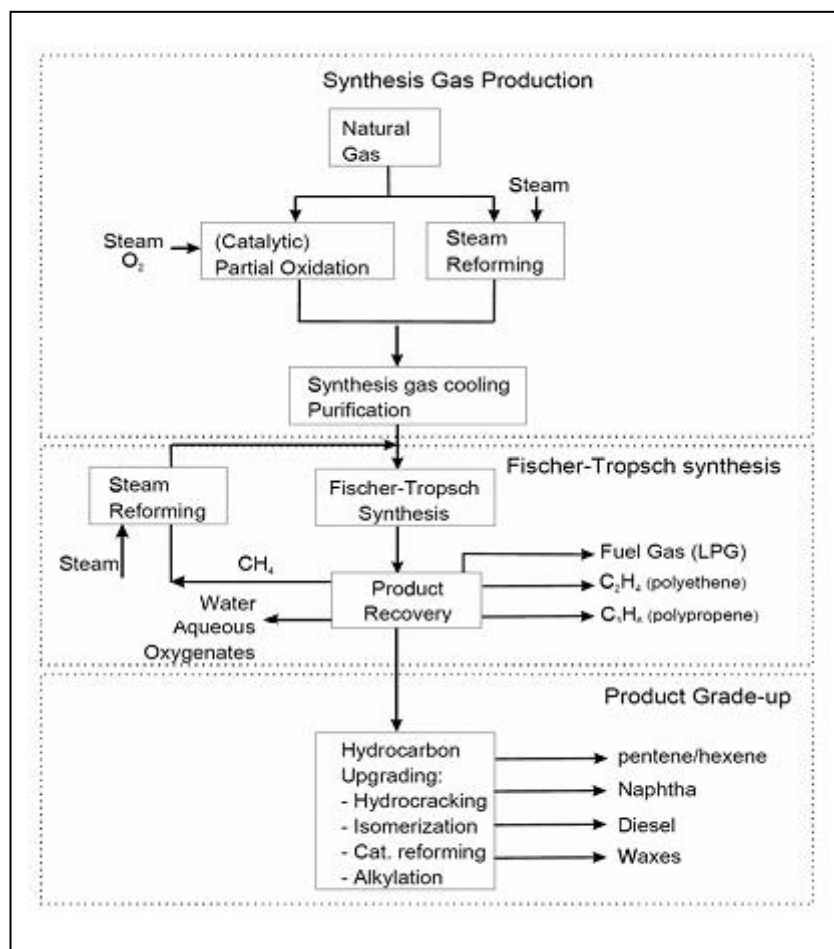 Synthesis Gas Production
Natural
Gas
Steam
Steam
O₂
(Catalytic)
Partial Oxidation
Steam
Reforming
Synthesis gas cooling
Purification
Fischer-Tropsch synthesis
Steam
Reforming
Fischer-Tropsch
Synthesis
Steam
CH₄
Product
Recovery
Fuel Gas (LPG)
C₂H₄ (polyethene)
C₃H₆ (polypropene)
Water
Aqueous
Oxygenates
Product Grade-up
Hydrocarbon
Upgrading:
- Hydrocracking
- Isomerization
- Cat. reforming
- Alkylation
pentene/hexene
Naphtha
Diesel
Waxes